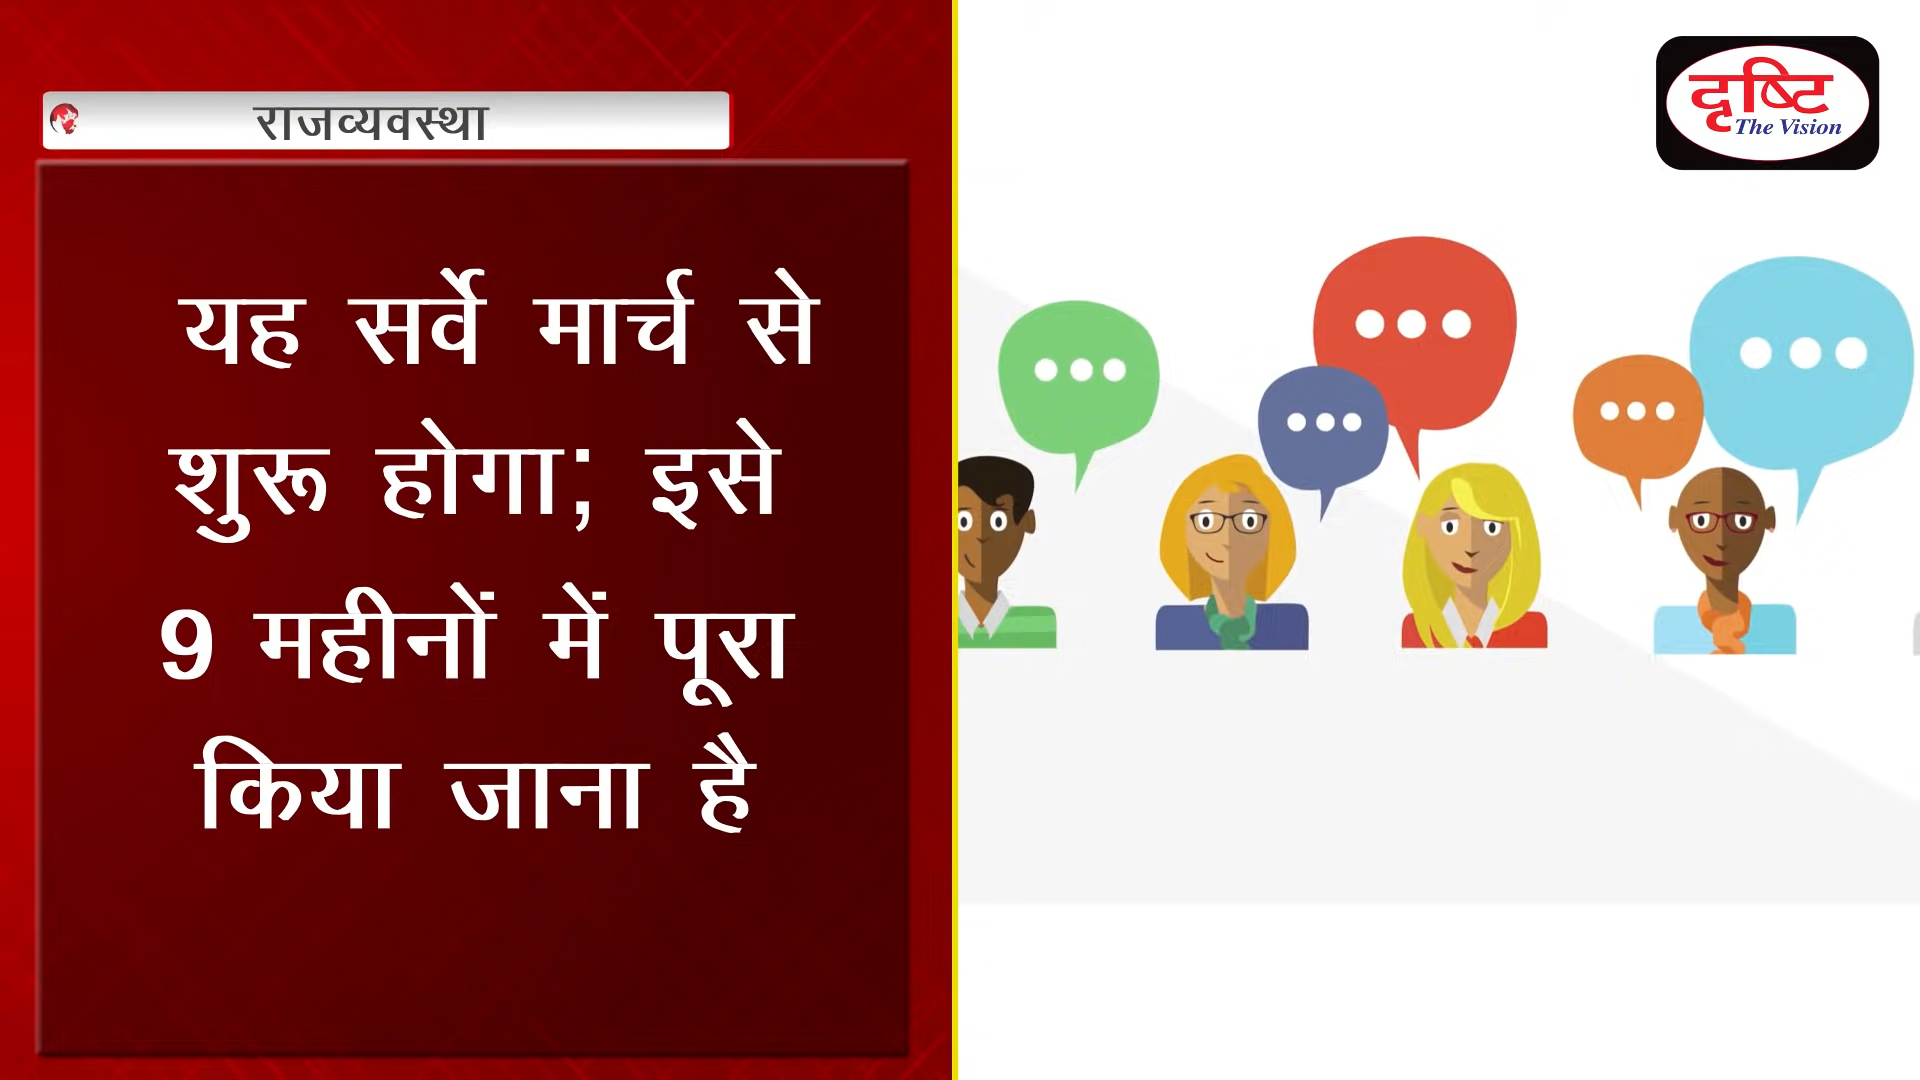 राजव्यवस्था
यह सर्वे मार्च से
शुरू होगा; इसे
9 महीनों में पूरा
किया जाना है
दृष्टि
The Vision